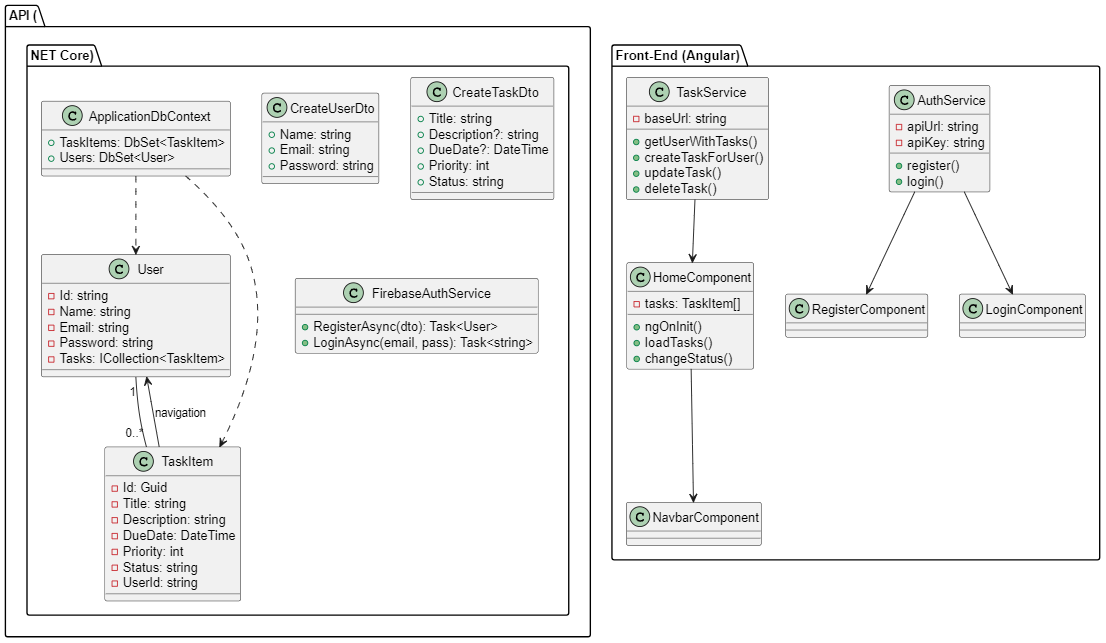 API (
NET Core)
C ApplicationDbContext
TaskItems: DbSet<TaskItem>
Users: DbSet<User>
C CreateUserDto
Name: string
Email: string
Password: string
C CreateTaskDto
Title: string
Description?: string
DueDate?: DateTime
Priority: int
Status: string
C User
Id: string
Name: string
Email: string
Password: string
Tasks: ICollection<TaskItem>
C FirebaseAuthService
RegisterAsync(dto): Task<User>
LoginAsync(email, pass): Task<string>
1
navigation
0..*
C TaskItem
Id: Guid
Title: string
Description: string
DueDate: DateTime
Priority: int
Status: string
UserId: string
Front-End (Angular)
C TaskService
baseUrl: string
getUserWithTasks()
createTaskForUser()
updateTask()
deleteTask()
C AuthService
apiUrl: string
apiKey: string
register()
login()
C HomeComponent
tasks: TaskItem[]
ngOnInit()
loadTasks()
changeStatus()
C RegisterComponent
C LoginComponent
C NavbarComponent